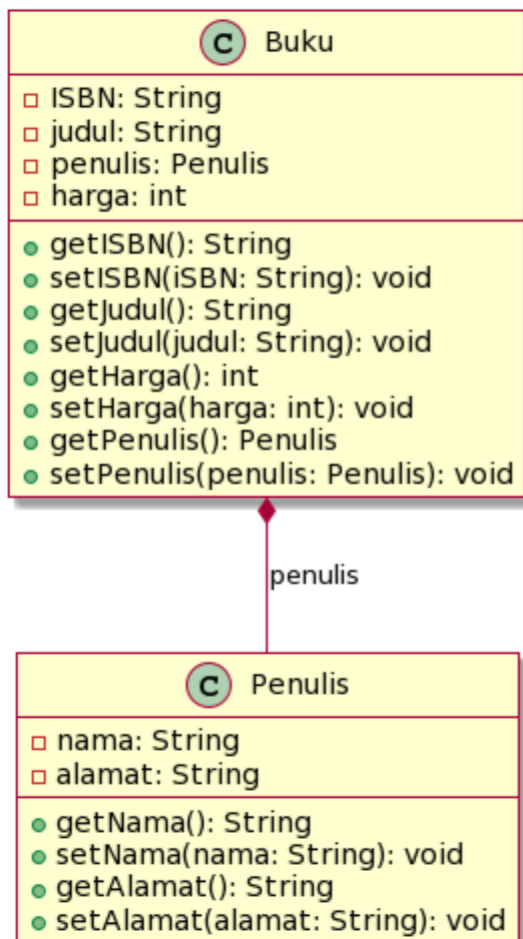 C Buku
ISBN: String
judul: String
penulis: Penulis
harga: int
getISBN(): String
setISBN(iSBN: String): void
getJudul(): String
setJudul(judul: String): void
getHarga(): int
setHarga(harga: int): void
getPenulis(): Penulis
setPenulis(penulis: Penulis): void
penulis
C Penulis
nama: String
alamat: String
getNama(): String
setNama(nama: String): void
getAlamat(): String
setAlamat(alamat: String): void